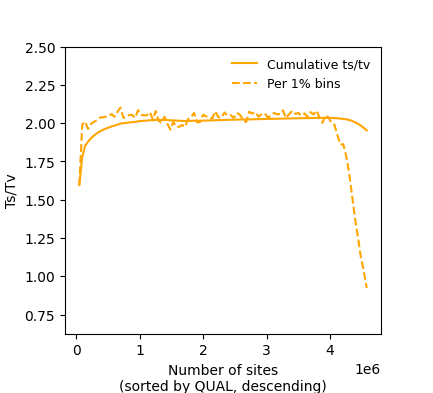 2.50
2.25
2.00
1.75
1.50
1.25
1.00
0.75
Ts/Tv
Cumulative ts/tv
Per 1% bins
0 1 2 3 4
1e6
Number of sites
(sorted by QUAL, descending)